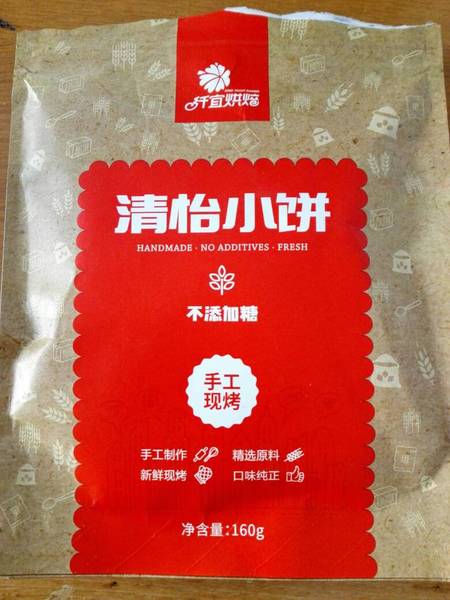 仟宜烘焙
清怡小饼
HANDMADE · NO ADDITIVES · FRESH
不添加糖
手工
现烤
手工制作 精选原料
新鲜现烤 口味纯正
净含量:160g